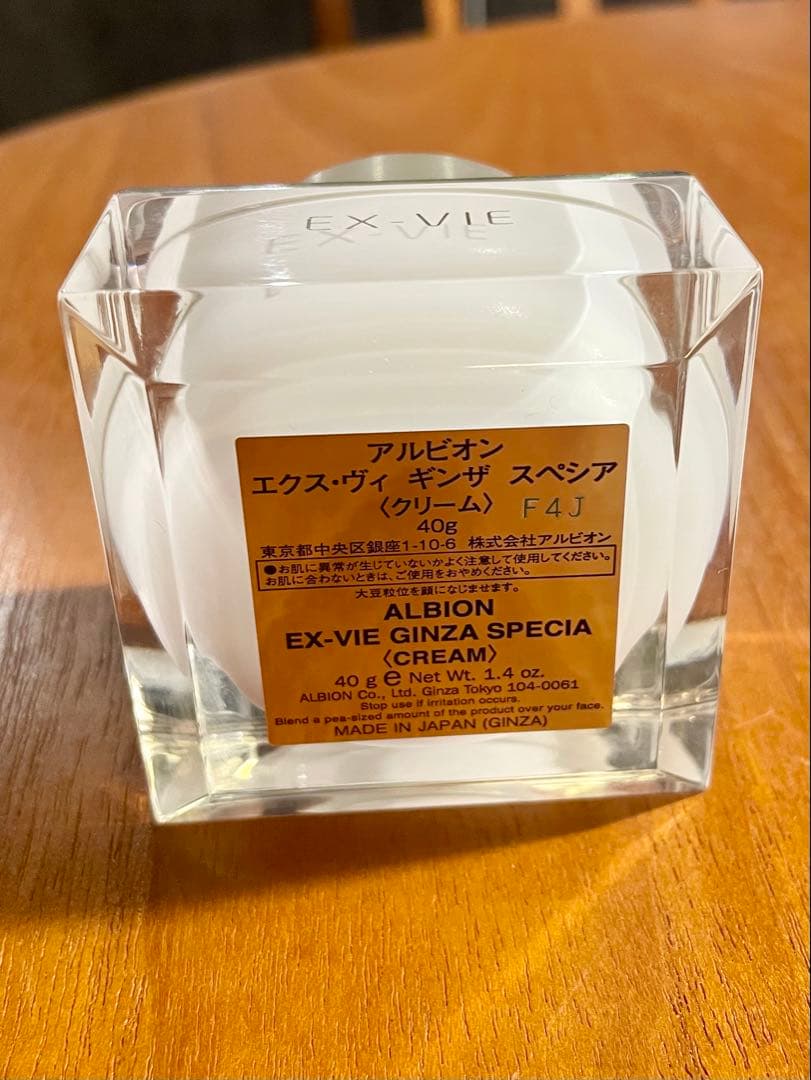 EX-VIE
アルビオン
エクス・ヴィ ギンザ スペシア
〈クリーム〉 F4J
40g
東京都中央区銀座1-10-6 株式会社アルビオン
●お肌に異常が生じていないかよく注意して使用してください。
お肌に合わないときは、ご使用をおやめください。
大豆粒位を顔になじませます。
ALBION
EX-VIE GINZA SPECIA
〈CREAM〉
40 g e Net Wt. 1.4 oz.
ALBION Co., Ltd. Ginza Tokyo 104-0061
Stop use if irritation occurs.
Blend a pea-sized amount of the product over your face.
MADE IN JAPAN (GINZA)